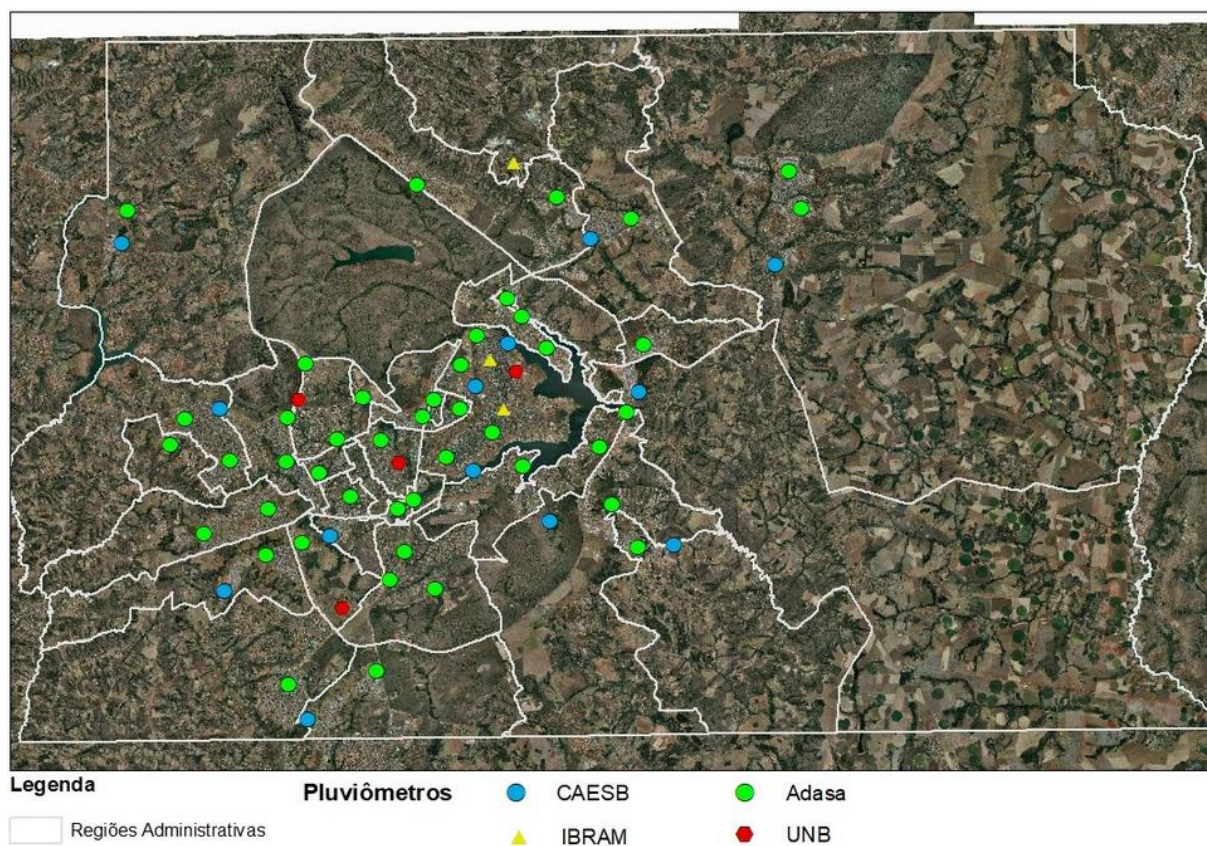 Legenda
Pluviômetros
CAESB
Adasa
Regiões Administrativas
IBRAM
UNB